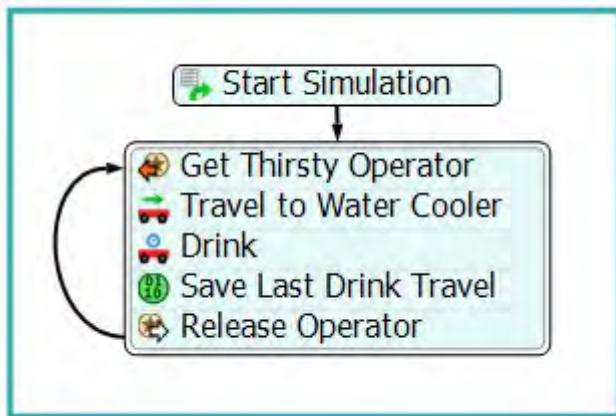 Start Simulation
Get Thirsty Operator
Travel to Water Cooler
Drink
Save Last Drink Travel
Release Operator